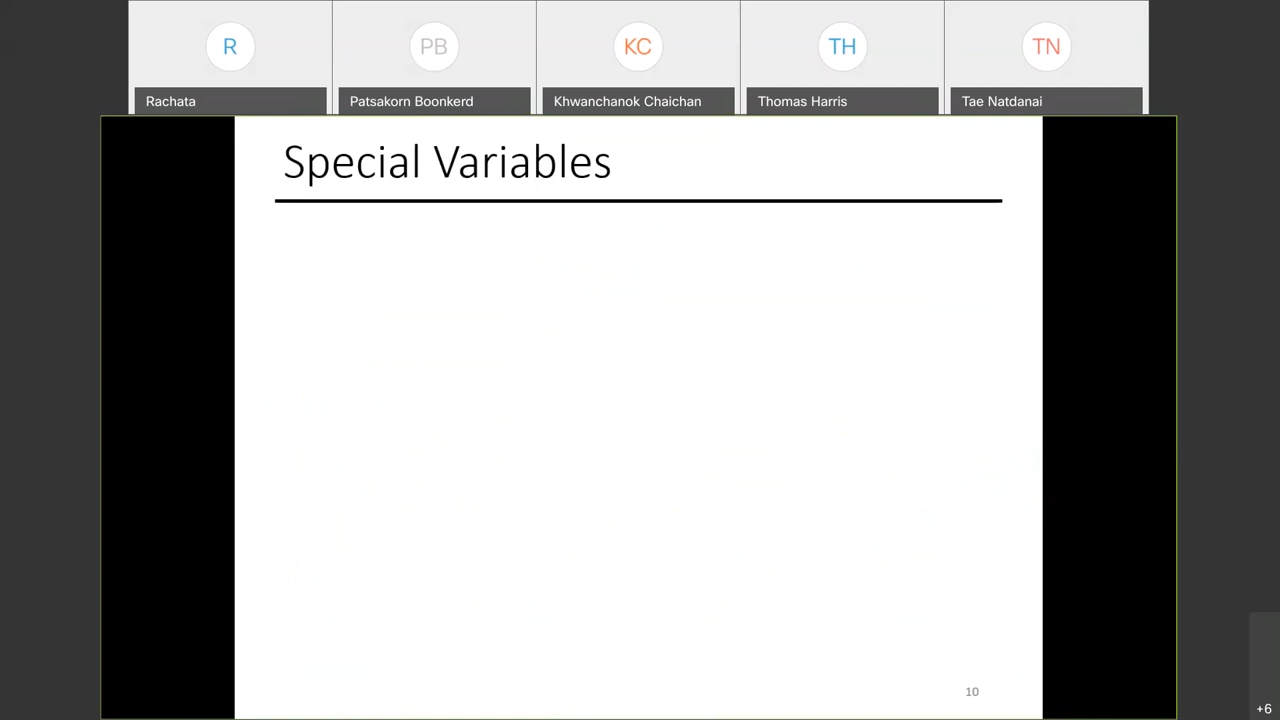 R
PB
KC
TH
TN
Rachata
Patsakorn Boonkerd
Khwanchanok Chaichan
Thomas Harris
Tae Natdanai
Special Variables
10
+6